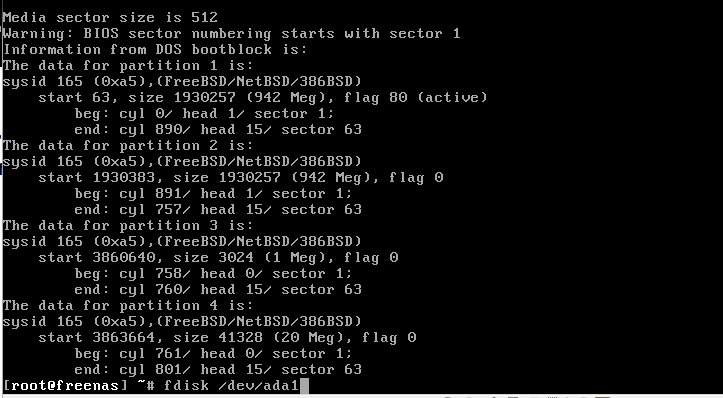 Media sector size is 512
Warning: BIOS sector numbering starts with sector 1
Information from DOS bootblock is:
The data for partition 1 is:
sysid 165 (0xa5),(FreeBSD/NetBSD/386BSD)
    start 63, size 1930257 (942 Meg), flag 80 (active)
        beg: cyl 0/ head 1/ sector 1;
        end: cyl 890/ head 15/ sector 63
The data for partition 2 is:
sysid 165 (0xa5),(FreeBSD/NetBSD/386BSD)
    start 1930383, size 1930257 (942 Meg), flag 0
        beg: cyl 891/ head 1/ sector 1;
        end: cyl 757/ head 15/ sector 63
The data for partition 3 is:
sysid 165 (0xa5),(FreeBSD/NetBSD/386BSD)
    start 3860640, size 3024 (1 Meg), flag 0
        beg: cyl 758/ head 0/ sector 1;
        end: cyl 760/ head 15/ sector 63
The data for partition 4 is:
sysid 165 (0xa5),(FreeBSD/NetBSD/386BSD)
    start 3863664, size 41328 (20 Meg), flag 0
        beg: cyl 761/ head 0/ sector 1;
        end: cyl 801/ head 15/ sector 63
[root@freenas] ~# fdisk /dev/ada1